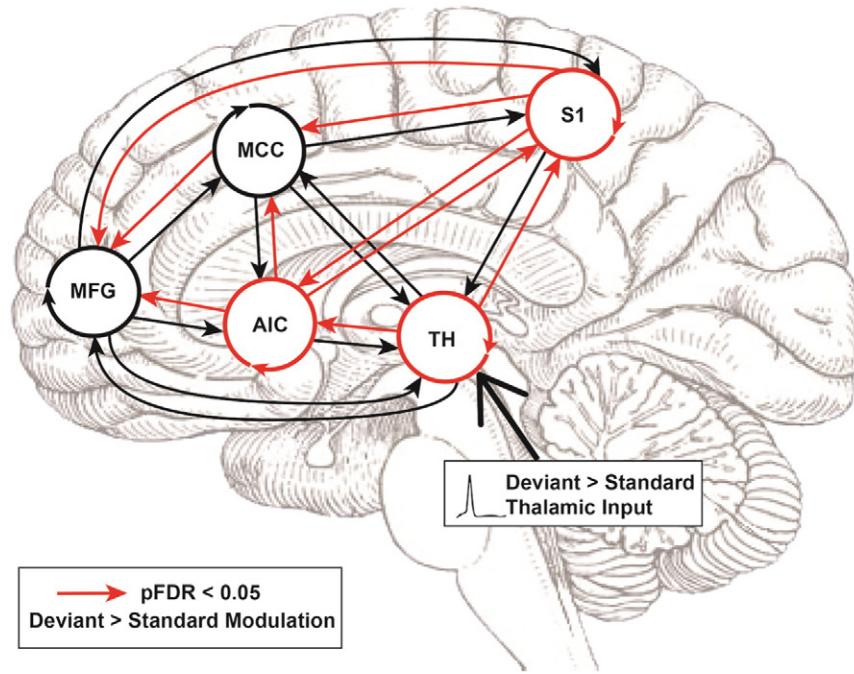 S1
MCC
MFG
AIC
TH
Deviant > Standard
Thalamic Input
pFDR < 0.05
Deviant > Standard Modulation